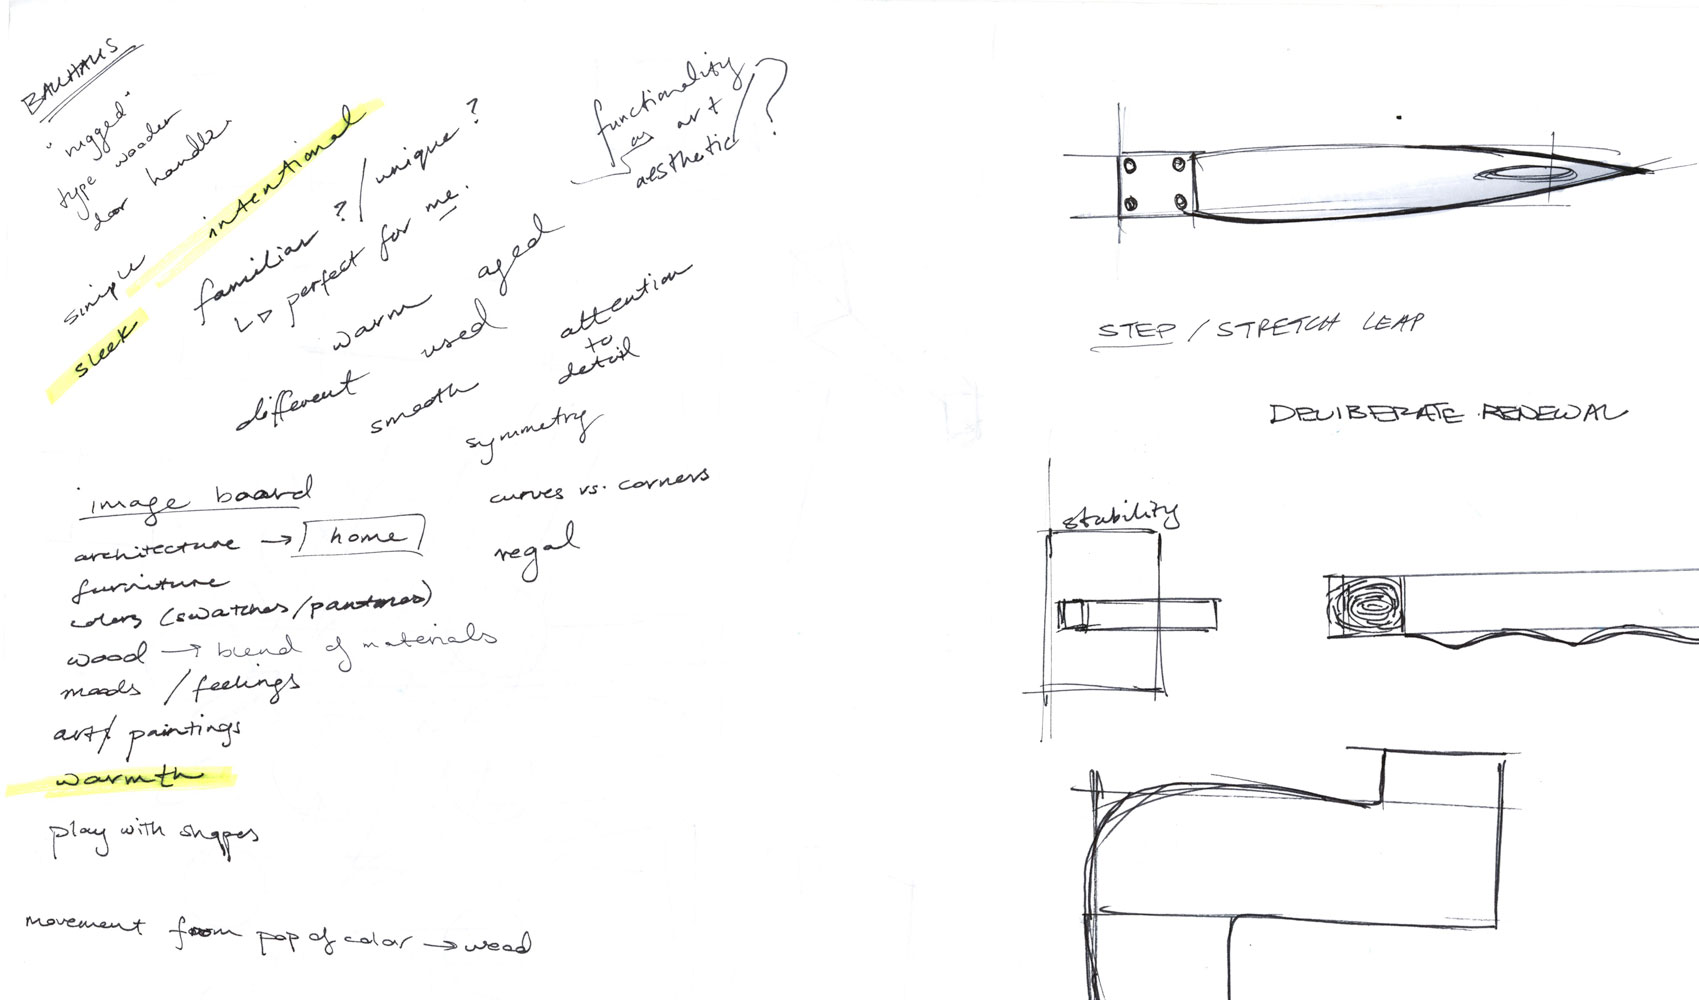 BAUHAUS
"rugged"
type wooden
door handle.
simple
intentional
sleek
familiar?/unique?
↳ perfect for me.
functionality
as art
aesthetic/?
warm
aged
used
different
smooth
attention
to
detail
symmetry
curves vs. corners
regal
image board
architecture → home
furniture
colors (swatches/pantones)
wood → blend of materials
moods / feelings
art/ paintings
warmth
play with shapes
movement from pop of color → wood
STEP / STRETCH LEAP
DELIBERATE RENEWAL
stability